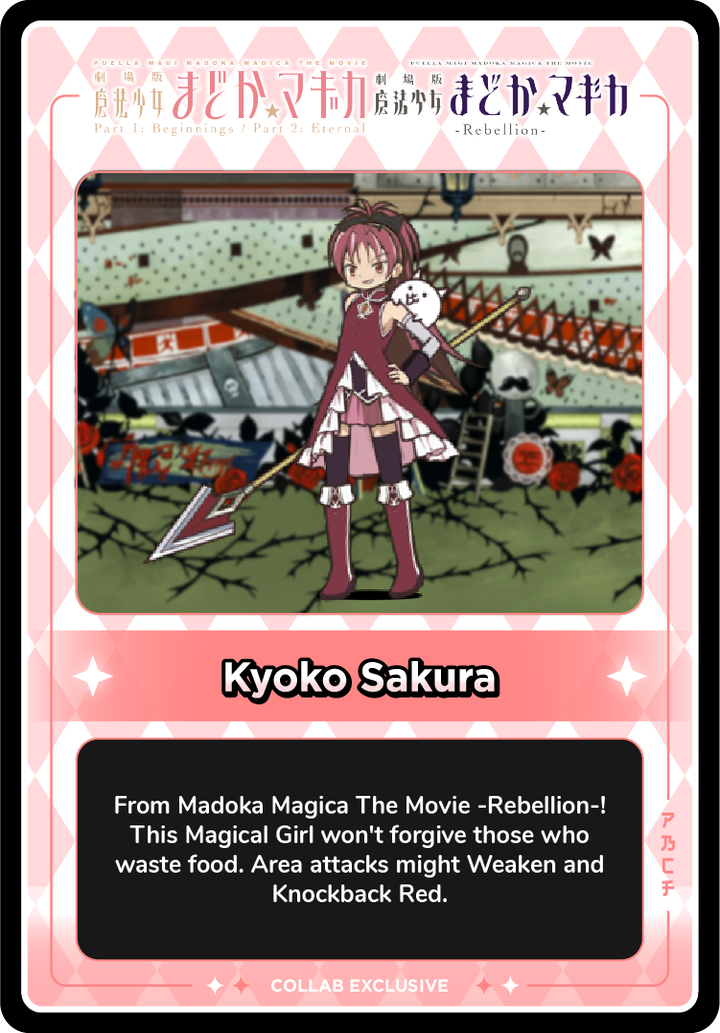 PUELLA MAGI MADOKA MAGICA THE MOVIE
劇場版
魔法少女まどか★マギカ
Part 1: Beginnings / Part 2: Eternal
PUELLA MAGI MADOKA MAGICA THE MOVIE
劇場版
魔法少女まどか★マギカ
-Rebellion-
Kyoko Sakura
From Madoka Magica The Movie -Rebellion-!
This Magical Girl won't forgive those who
waste food. Area attacks might Weaken and
Knockback Red.
COLLAB EXCLUSIVE